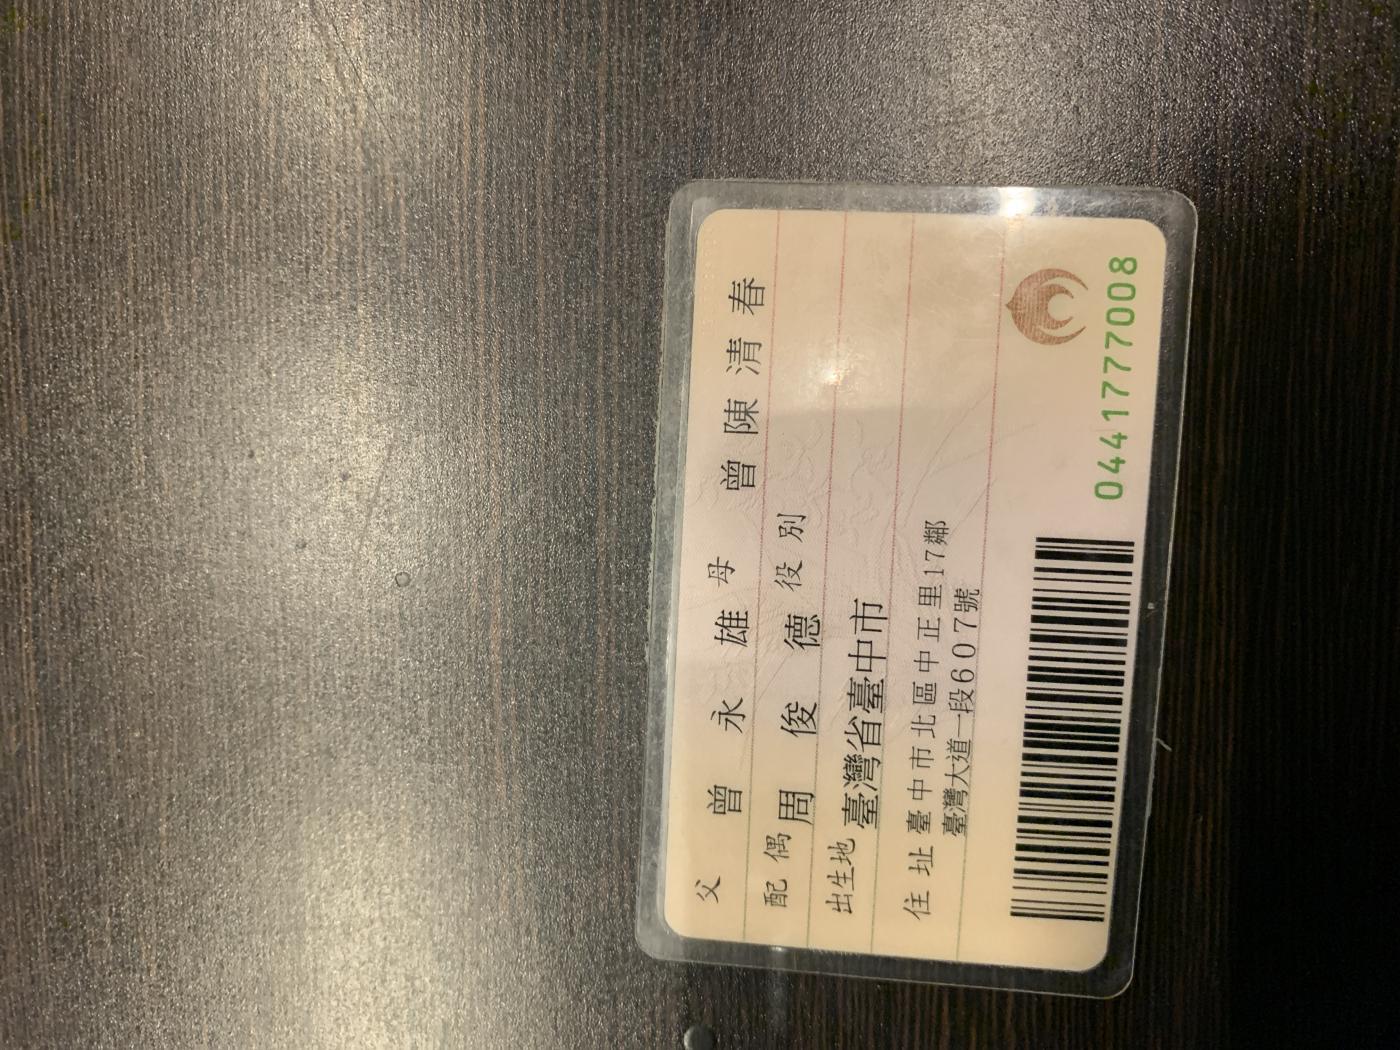 父 曾永雄 母 曾陳清春
配偶 周俊德 役別
出生地 臺灣省臺中市
住址 臺中市北區中正里17鄰
臺灣大道一段607號
0441777008